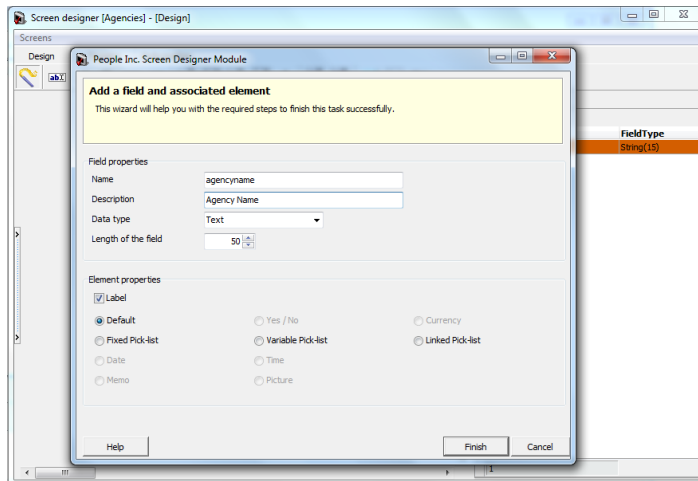 Screen designer [Agencies] - [Design]
Screens
Design
abI
People Inc. Screen Designer Module
Add a field and associated element
This wizard will help you with the required steps to finish this task successfully.
FieldType
String(15)
Field properties
Name agencyname
Description Agency Name
Data type Text
Length of the field 50
Element properties
Label
Default Yes / No Currency
Fixed Pick-list Variable Pick-list Linked Pick-list
Date Time
Memo Picture
Help Finish Cancel
1